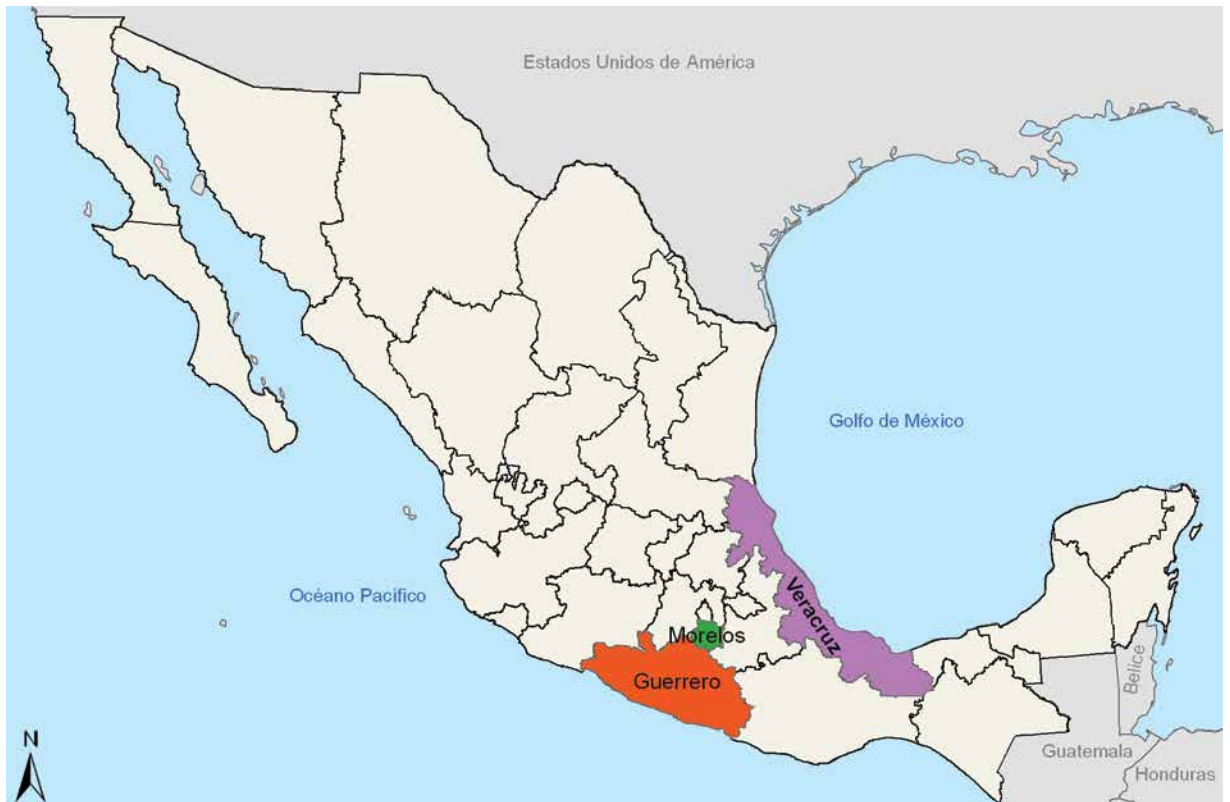 Estados Unidos de América
Golfo de México
Océano Pacífico
Veracruz
Morelos
Guerrero
Belice
N
Guatemala
Honduras